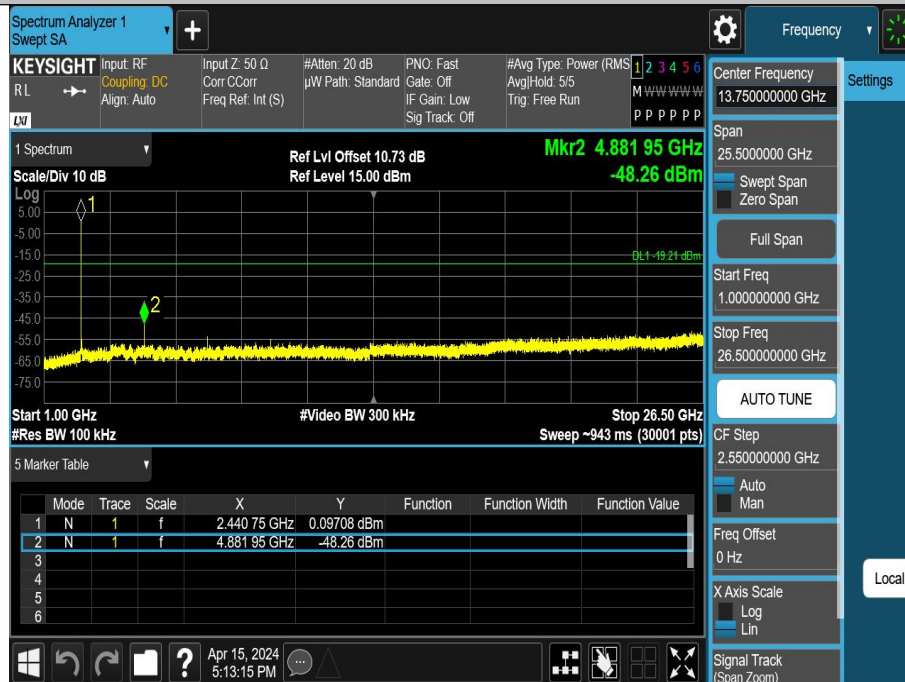 Spectrum Analyzer 1
Swept SA
+
Frequency
KEYSIGHT
RL
LXI
Input: RF
Coupling: DC
Align: Auto
Input Z: 50 Ω
Corr CCorr
Freq Ref: Int (S)
#Atten: 20 dB
µW Path: Standard
PNO: Fast
Gate: Off
IF Gain: Low
Sig Track: Off
#Avg Type: Power (RMS
Avg|Hold: 5/5
Trig: Free Run
1 2 3 4 5 6
M W W W W W
P P P P P P
1 Spectrum
Scale/Div 10 dB
Ref Lvl Offset 10.73 dB
Ref Level 15.00 dBm
Mkr2 4.881 95 GHz
-48.26 dBm
Log
5.00
-5.00
-15.0
-25.0
-35.0
-45.0
-55.0
-65.0
-75.0
1
2
DL1 -19.21 dBm
Start 1.00 GHz
#Video BW 300 kHz
Stop 26.50 GHz
#Res BW 100 kHz
Sweep ~943 ms (30001 pts)
5 Marker Table
Mode Trace Scale X Y Function Function Width Function Value
1 N 1 f 2.440 75 GHz 0.09708 dBm
2 N 1 f 4.881 95 GHz -48.26 dBm
3
4
5
6
?
Apr 15, 2024
5:13:15 PM
Center Frequency
13.750000000 GHz
Settings
Span
25.5000000 GHz
Swept Span
Zero Span
Full Span
Start Freq
1.000000000 GHz
Stop Freq
26.500000000 GHz
AUTO TUNE
CF Step
2.550000000 GHz
Auto
Man
Freq Offset
0 Hz
Local
X Axis Scale
Log
Lin
Signal Track
(Span Zoom)